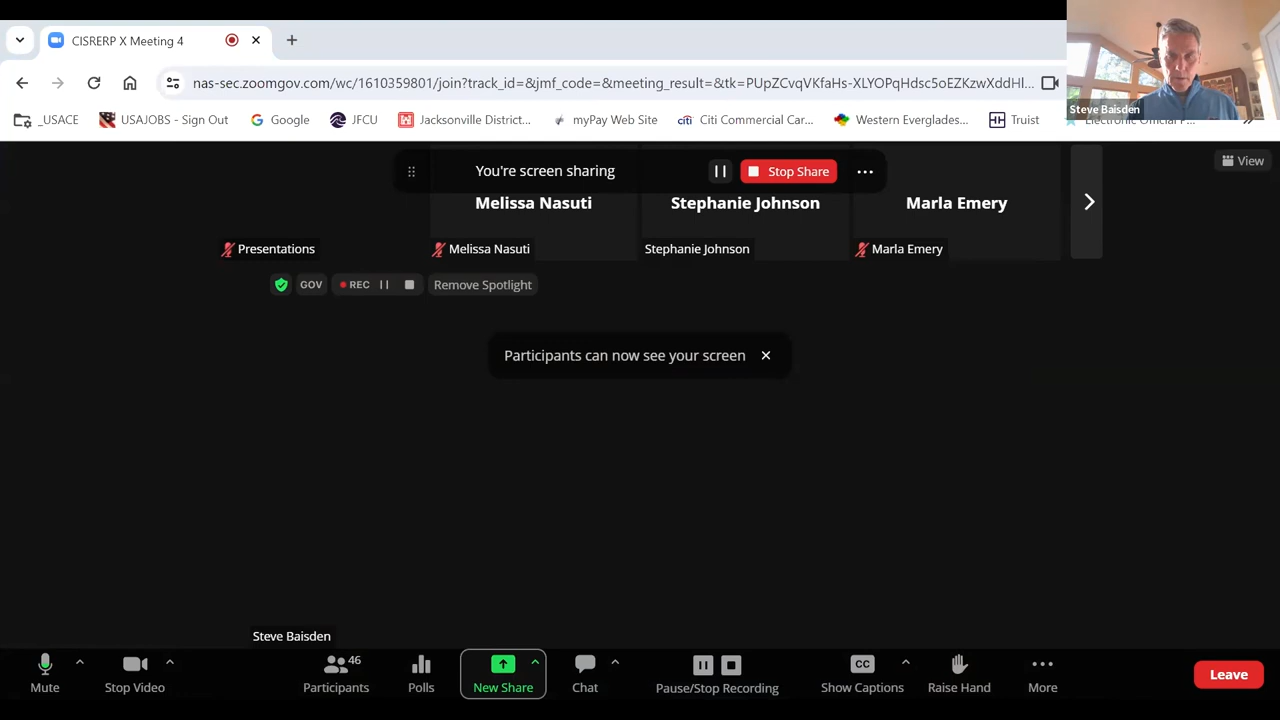 CISRERP X Meeting 4
nas-sec.zoomgov.com/wc/1610359801/join?track_id=&jmf_code=&meeting_result=&tk=PUpZCvqVKfaHs-XLYOPqHdsc5oEZKzwXddHl...
Steve Baisden
_USACE
USAJOBS - Sign Out
Google
JFCU
Jacksonville District...
myPay Web Site
Citi Commercial Car...
Western Everglades...
Truist
Electronic Official P...
You're screen sharing
Stop Share
View
Melissa Nasuti
Stephanie Johnson
Marla Emery
Presentations
Melissa Nasuti
Stephanie Johnson
Marla Emery
GOV
REC
Remove Spotlight
Participants can now see your screen
Steve Baisden
46
Mute
Stop Video
Participants
Polls
New Share
Chat
Pause/Stop Recording
CC
Show Captions
Raise Hand
More
Leave